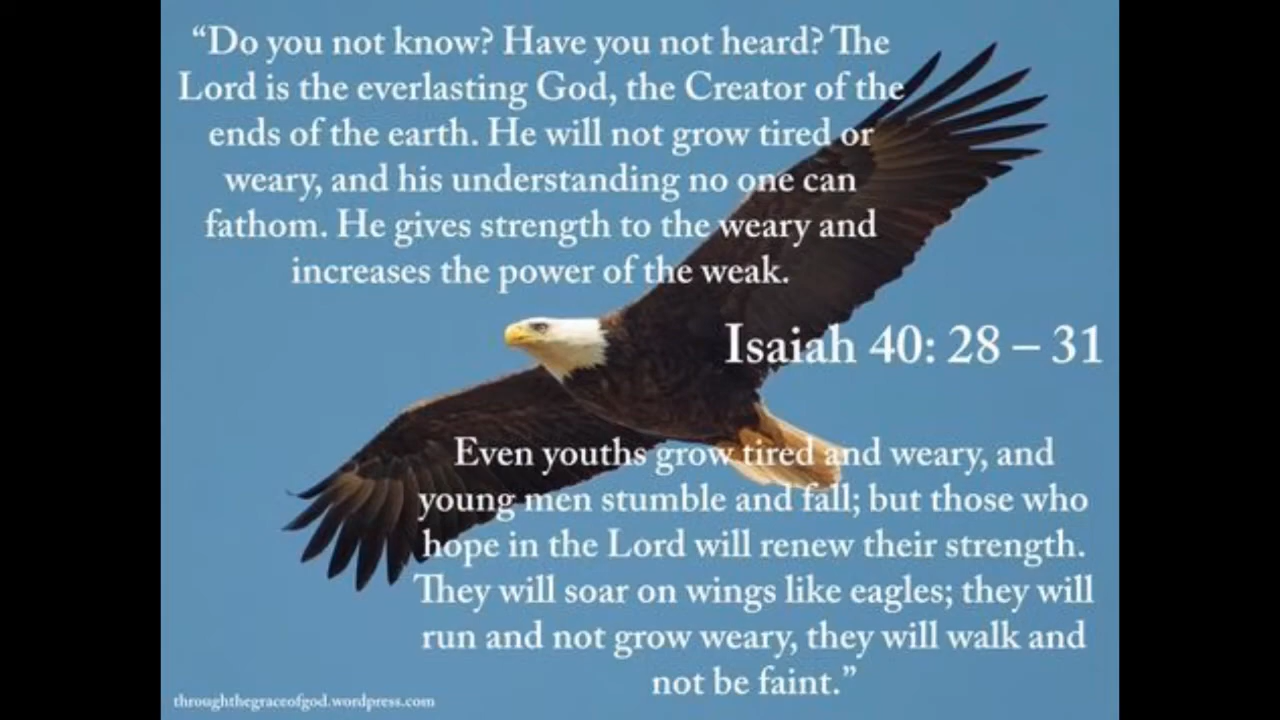 “Do you not know? Have you not heard? The
Lord is the everlasting God, the Creator of the
ends of the earth. He will not grow tired or
weary, and his understanding no one can
fathom. He gives strength to the weary and
increases the power of the weak.
Isaiah 40: 28 – 31
Even youths grow tired and weary, and
young men stumble and fall; but those who
hope in the Lord will renew their strength.
They will soar on wings like eagles; they will
run and not grow weary, they will walk and
not be faint.”
throughthegraceofgod.wordpress.com